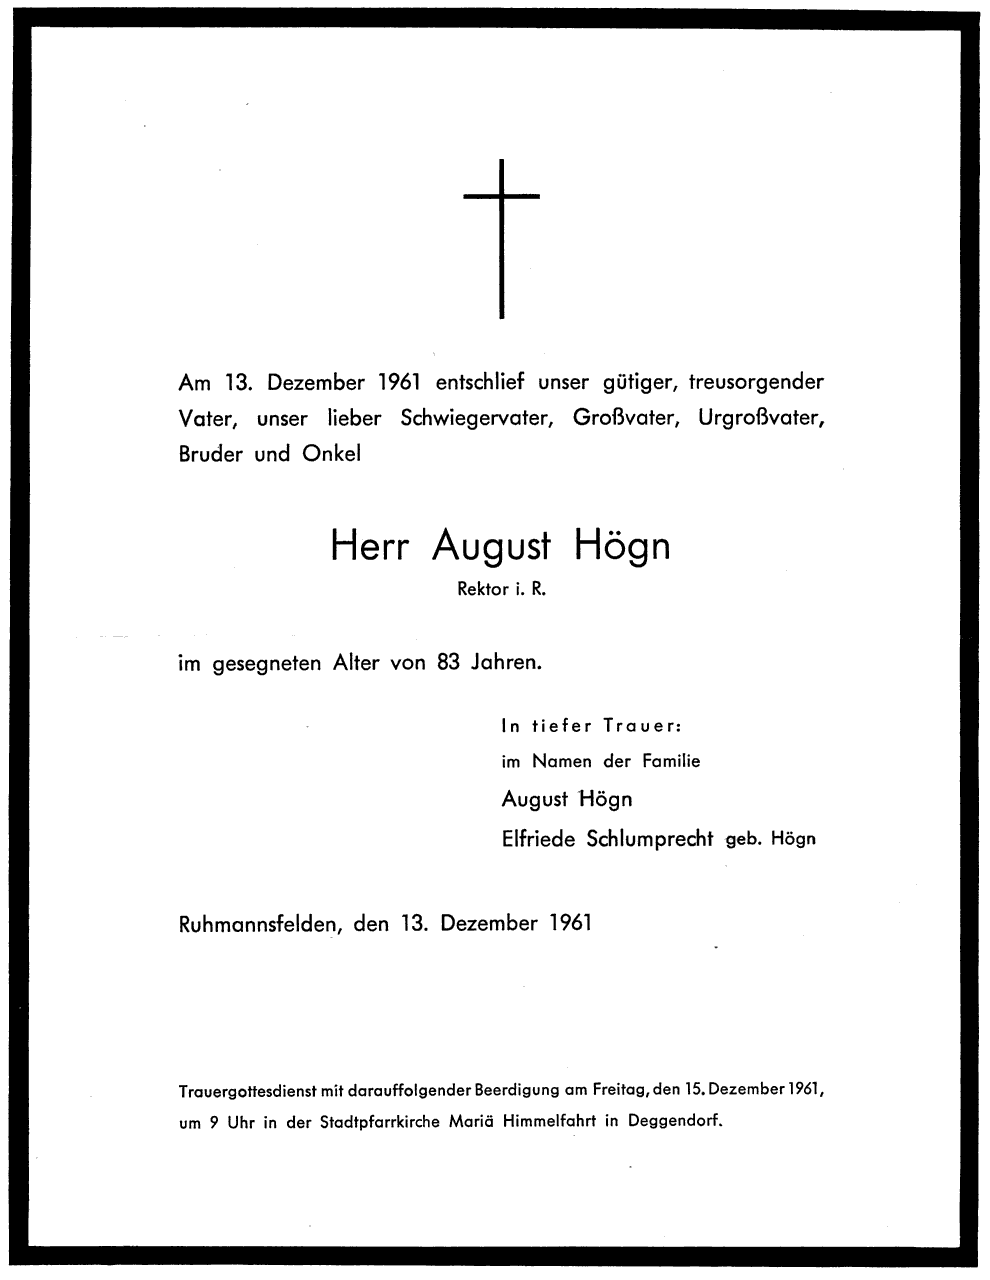 Am 13. Dezember 1961 entschlief unser gütiger, treusorgender
Vater, unser lieber Schwiegervater, Großvater, Urgroßvater,
Bruder und Onkel
Herr August Högn
Rektor i. R.
im gesegneten Alter von 83 Jahren.
In tiefer Trauer:
im Namen der Familie
August Högn
Elfriede Schlumprecht geb. Högn
Ruhmannsfelden, den 13. Dezember 1961
Trauergottesdienst mit darauffolgender Beerdigung am Freitag, den 15. Dezember 1961,
um 9 Uhr in der Stadtpfarrkirche Mariä Himmelfahrt in Deggendorf.